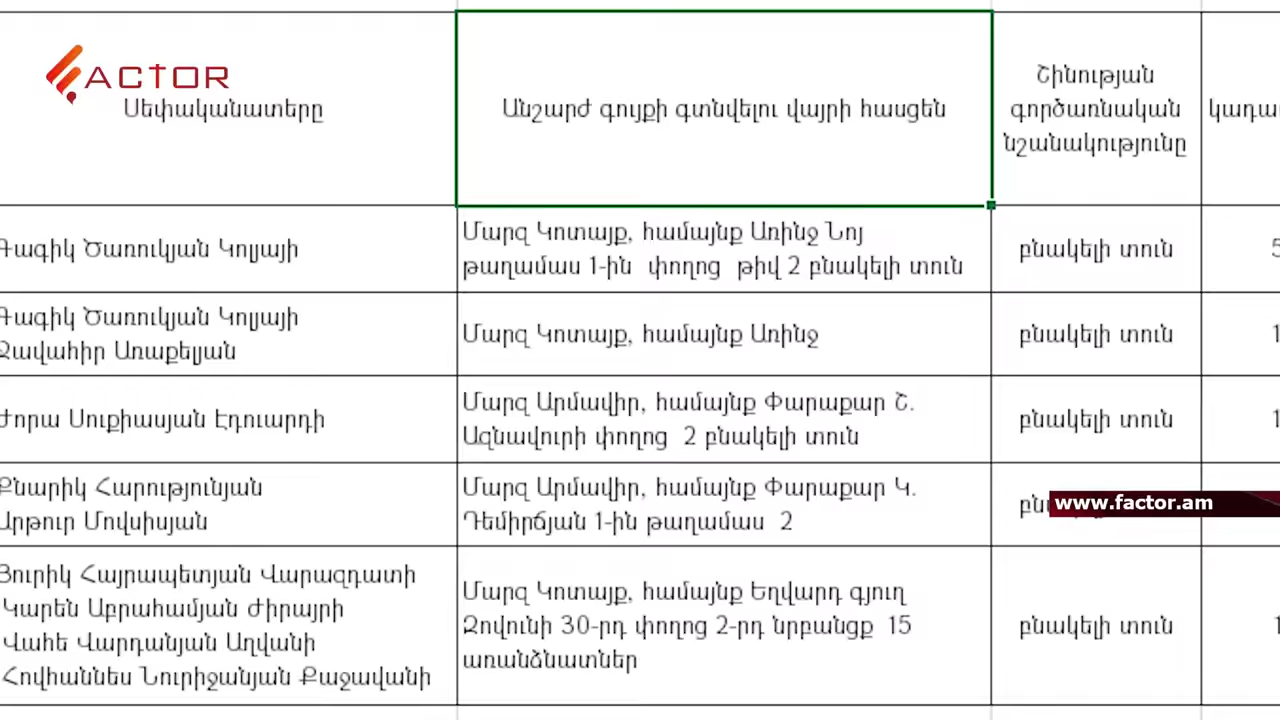 ACTOR
Սեփականատերը
Անշարժ գույքի գտնվելու վայրի հասցեն
Շինության
գործառնական
նշանակությունը
Գագիկ Ծառուկյան Կոլյայի
Մարզ Կոտայք, համայնք Առինջ Նոյ
թաղամաս 1-ին փողոց թիվ 2 բնակելի տուն
բնակելի տուն
Գագիկ Ծառուկյան Կոլյայի
Ջավահիր Առաքելյան
Մարզ Կոտայք, համայնք Առինջ
բնակելի տուն
Ժորա Սուքիասյան Էդուարդի
Մարզ Արմավիր, համայնք Փարաքար Շ.
Ազնավուրի փողոց 2 բնակելի տուն
բնակելի տուն
Քնարիկ Հարությունյան
Արթուր Մովսիսյան
Մարզ Արմավիր, համայնք Փարաքար Կ.
Դեմիրճյան 1-ին թաղամաս 2
www.factor.am
Յուրիկ Հայրապետյան Վարազդատի
Կարեն Աբրահամյան Ժիրայրի
Վահե Վարդանյան Աղվանի
Հովհաննես Նուրիջանյան Քաջավանի
Մարզ Կոտայք, համայնք Եղվարդ գյուղ
Զովունի 30-րդ փողոց 2-րդ նրբանցք 15
առանձնատներ
բնակելի տուն